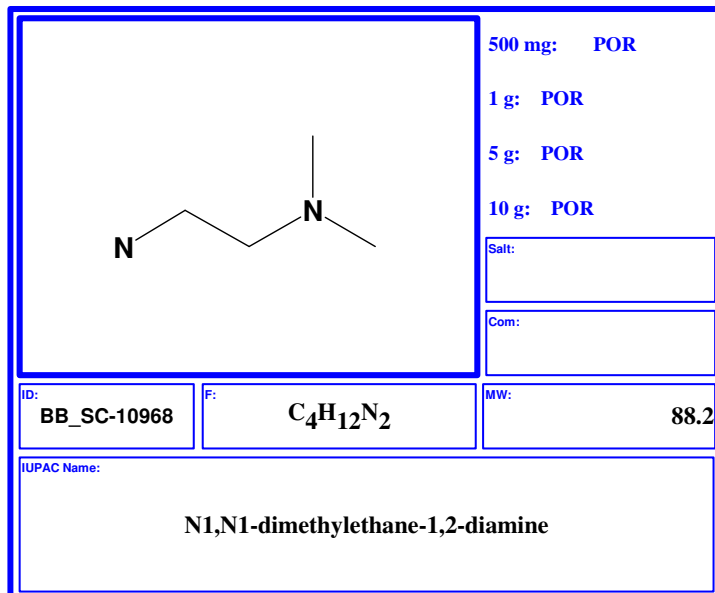 N
N
500 mg: POR
1 g: POR
5 g: POR
10 g: POR
Salt:
Com:
ID:
BB_SC-10968
F:
C4H12N2
MW:
88.2
IUPAC Name:
N1,N1-dimethylethane-1,2-diamine